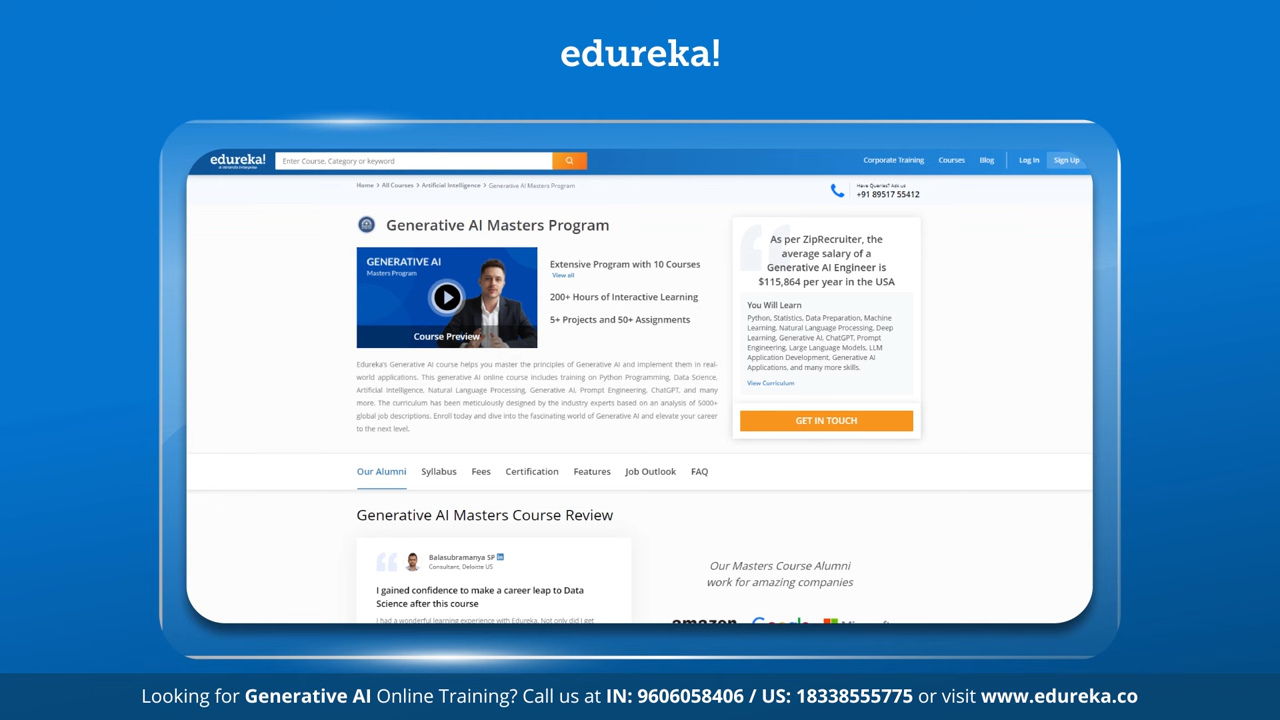 edureka!
edureka!
Enter Course, Category or keyword
Corporate Training Courses Blog Log In Sign Up
Home > All Courses > Artificial Intelligence > Generative AI Masters Program
Have Queries? Ask us
+91 89517 55412
Generative AI Masters Program
GENERATIVE AI
Masters Program
Course Preview
Extensive Program with 10 Courses
View all
200+ Hours of Interactive Learning
5+ Projects and 50+ Assignments
Edureka's Generative AI course helps you master the principles of Generative AI and implement them in real-
world applications. This generative AI online course includes training on Python Programming, Data Science,
Artificial Intelligence, Natural Language Processing, Generative AI, Prompt Engineering, ChatGPT, and many
more. The curriculum has been meticulously designed by the industry experts based on an analysis of 5000+
global job descriptions. Enroll today and dive into the fascinating world of Generative AI and elevate your career
to the next level.
As per ZipRecruiter, the
average salary of a
Generative AI Engineer is
$115,864 per year in the USA
You Will Learn
Python, Statistics, Data Preparation, Machine
Learning, Natural Language Processing, Deep
Learning, Generative AI, ChatGPT, Prompt
Engineering, Large Language Models, LLM
Application Development, Generative AI
Applications, and many more skills.
View Curriculum
GET IN TOUCH
Our Alumni Syllabus Fees Certification Features Job Outlook FAQ
Generative AI Masters Course Review
Balasubramanya SP
Consultant, Deloitte US
I gained confidence to make a career leap to Data
Science after this course
I had a wonderful learning experience with Edureka. Not only did I get
Our Masters Course Alumni
work for amazing companies
amazon Google Microsoft
Looking for Generative AI Online Training? Call us at IN: 9606058406 / US: 18338555775 or visit www.edureka.co